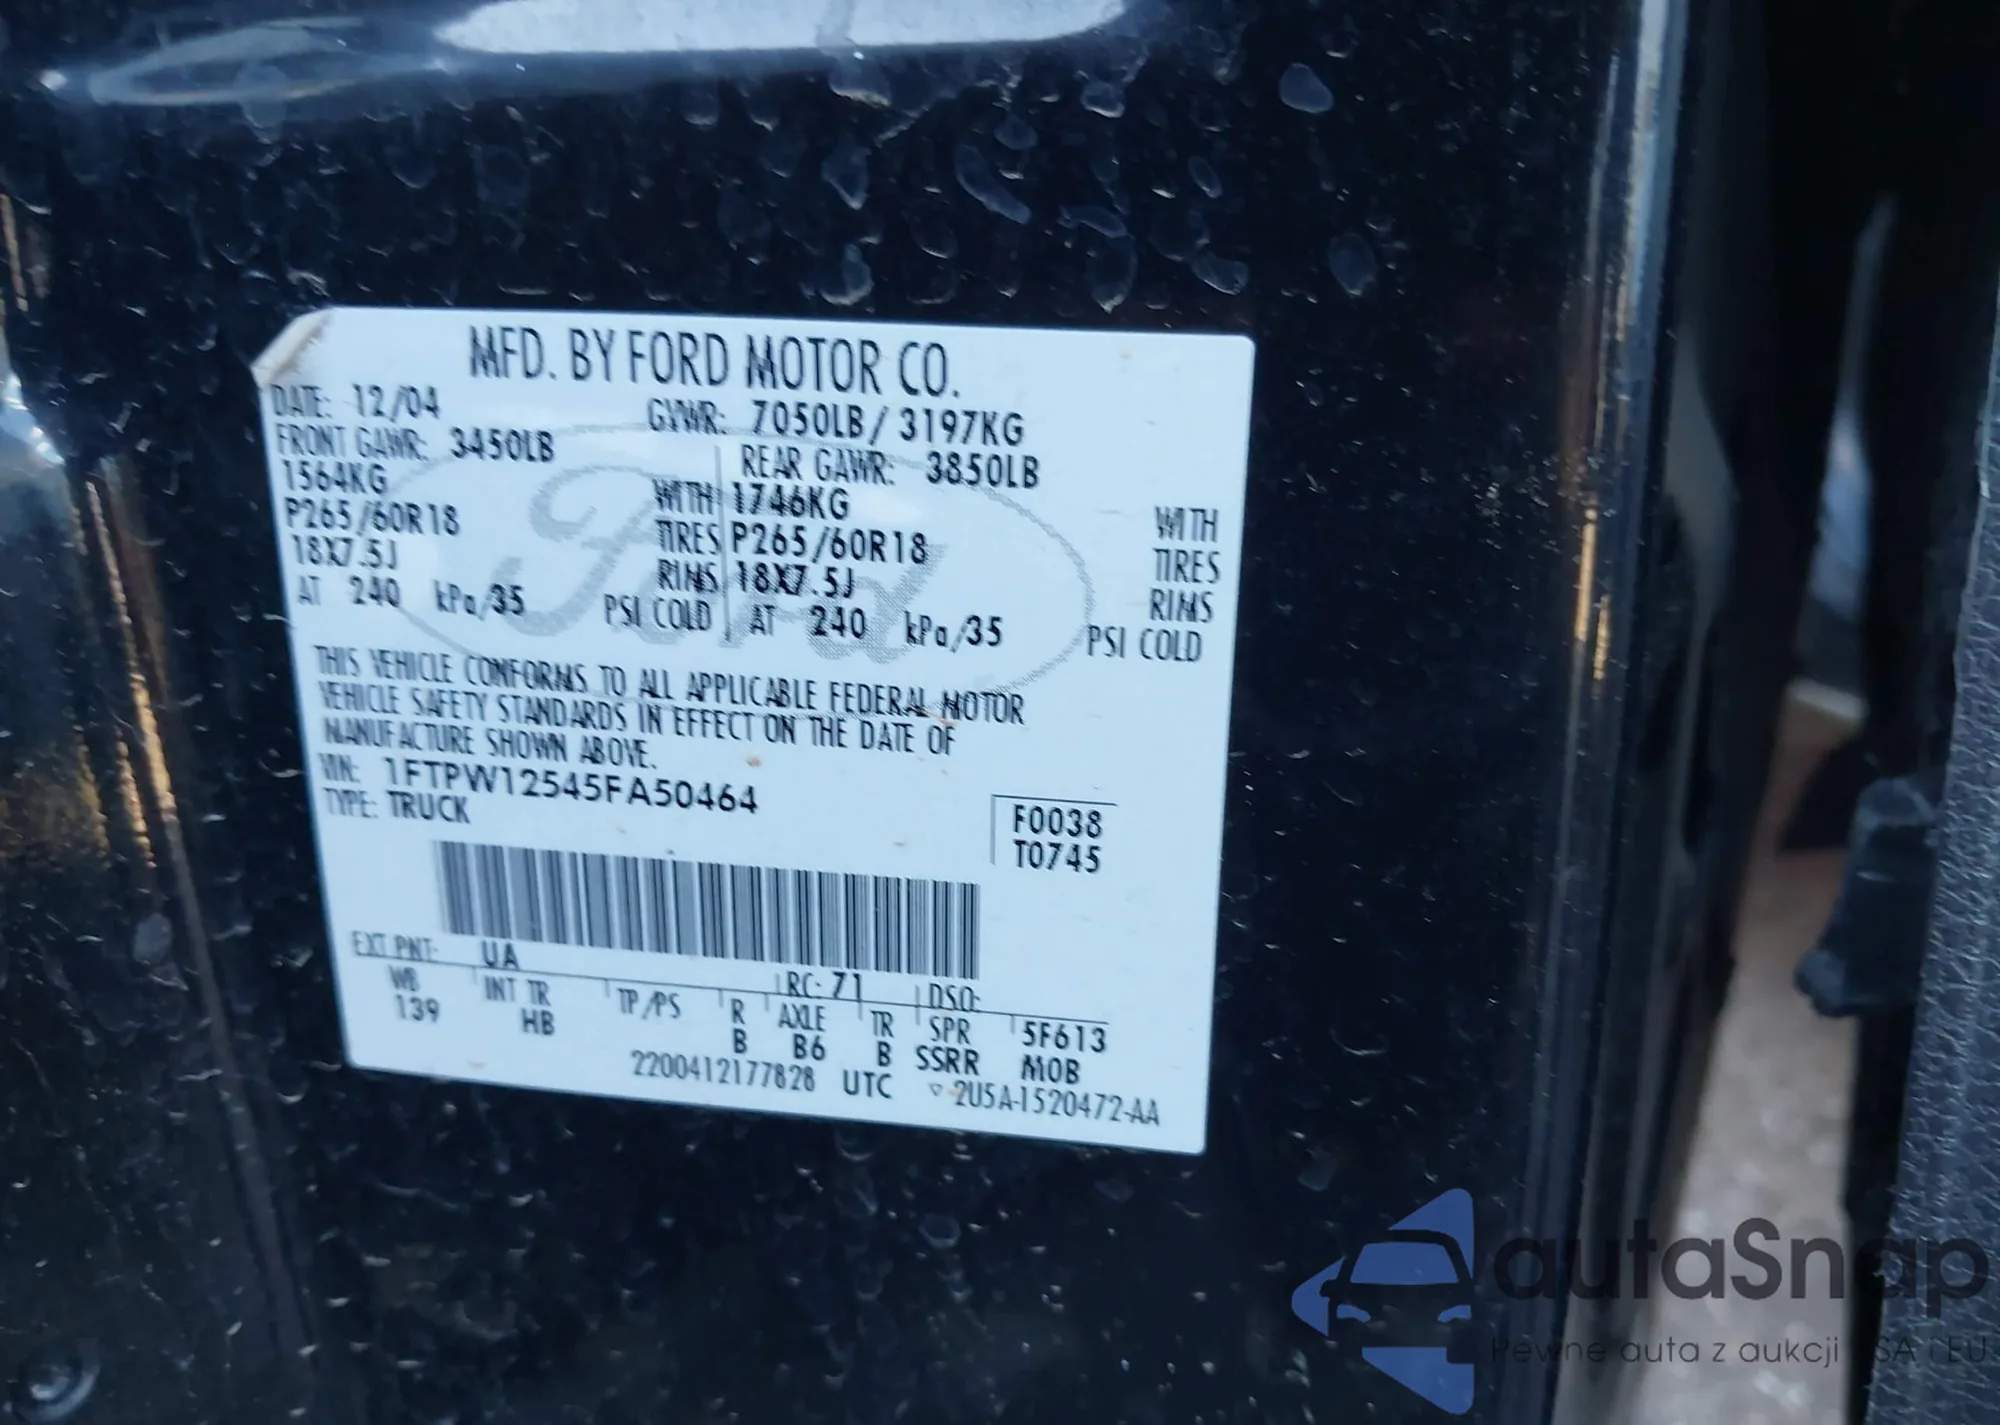 MFD. BY FORD MOTOR CO.
DATE: 12/04 GVWR: 7050LB / 3197KG
FRONT GAWR: 3450LB REAR GAWR: 3850LB
1564KG WITH 1746KG WITH
P265/60R18 TIRES P265/60R18 TIRES
18X7.5J RIMS 18X7.5J RIMS
AT 240 kPa/35 PSI COLD AT 240 kPa/35 PSI COLD
Ford
THIS VEHICLE CONFORMS TO ALL APPLICABLE FEDERAL MOTOR
VEHICLE SAFETY STANDARDS IN EFFECT ON THE DATE OF
MANUFACTURE SHOWN ABOVE.
VIN: 1FTPW12545FA50464
TYPE: TRUCK
F0038
T0745
EXT PNT: UA RC: 71 DSO:
WB INT TR TP/PS R AXLE TR SPR 5F613
139 HB B B6 B SSRR MOB
2200412177828 UTC ▽2U5A-1520472-AA
autaSnap
Pewne auta z aukcji USA i EU